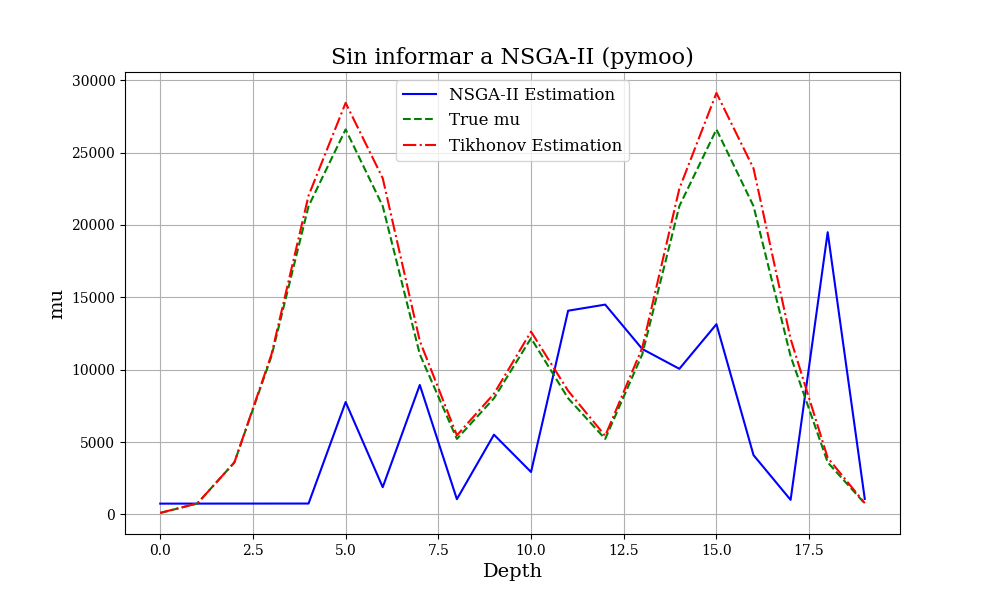 Sin informar a NSGA-II (pymoo)
NSGA-II Estimation
True mu
Tikhonov Estimation
30000
25000
20000
15000
10000
5000
0
mu
0.0 2.5 5.0 7.5 10.0 12.5 15.0 17.5
Depth